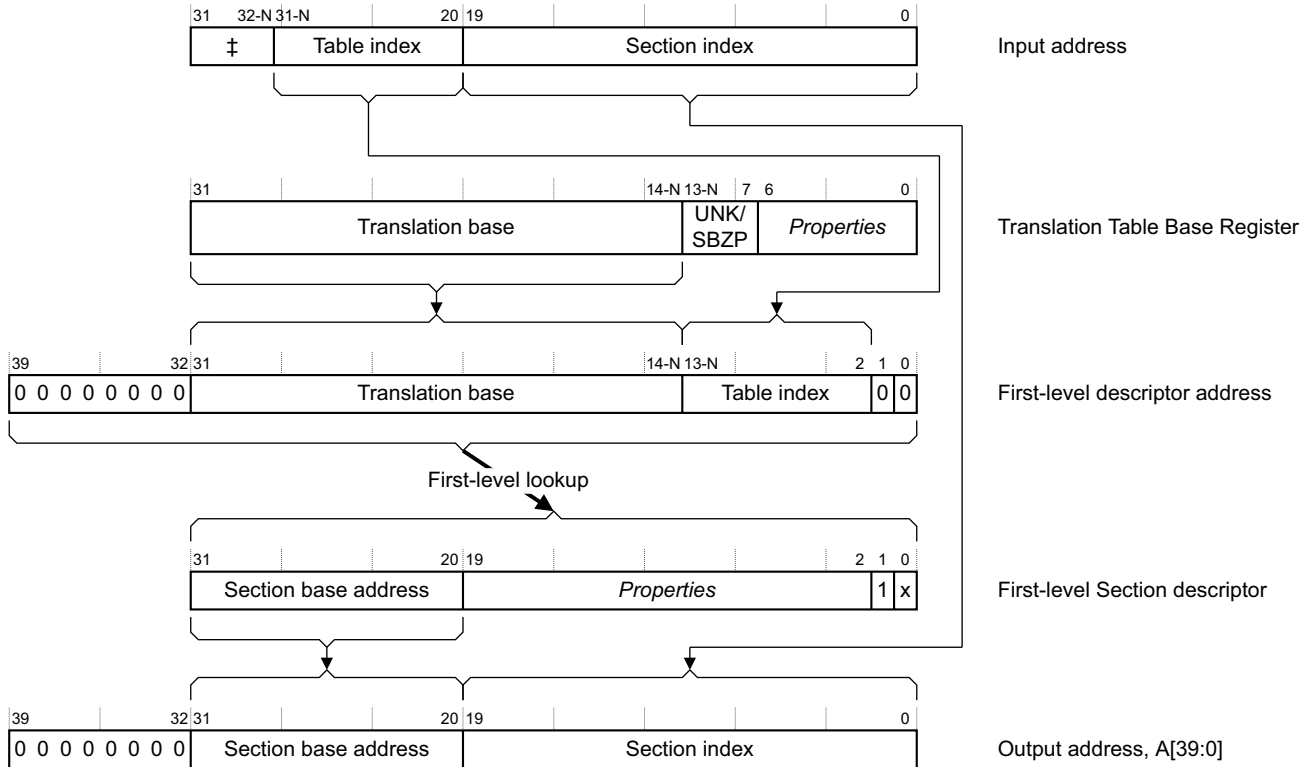 31 32-N 31-N 20 19 0
‡ Table index Section index Input address
31 14-N 13-N 7 6 0
Translation base UNK/ SBZP Properties Translation Table Base Register
39 32 31 14-N 13-N 2 1 0
0 0 0 0 0 0 0 0 Translation base Table index 0 0 First-level descriptor address
First-level lookup
31 20 19 2 1 0
Section base address Properties 1 x First-level Section descriptor
39 32 31 20 19 0
0 0 0 0 0 0 0 0 Section base address Section index Output address, A[39:0]